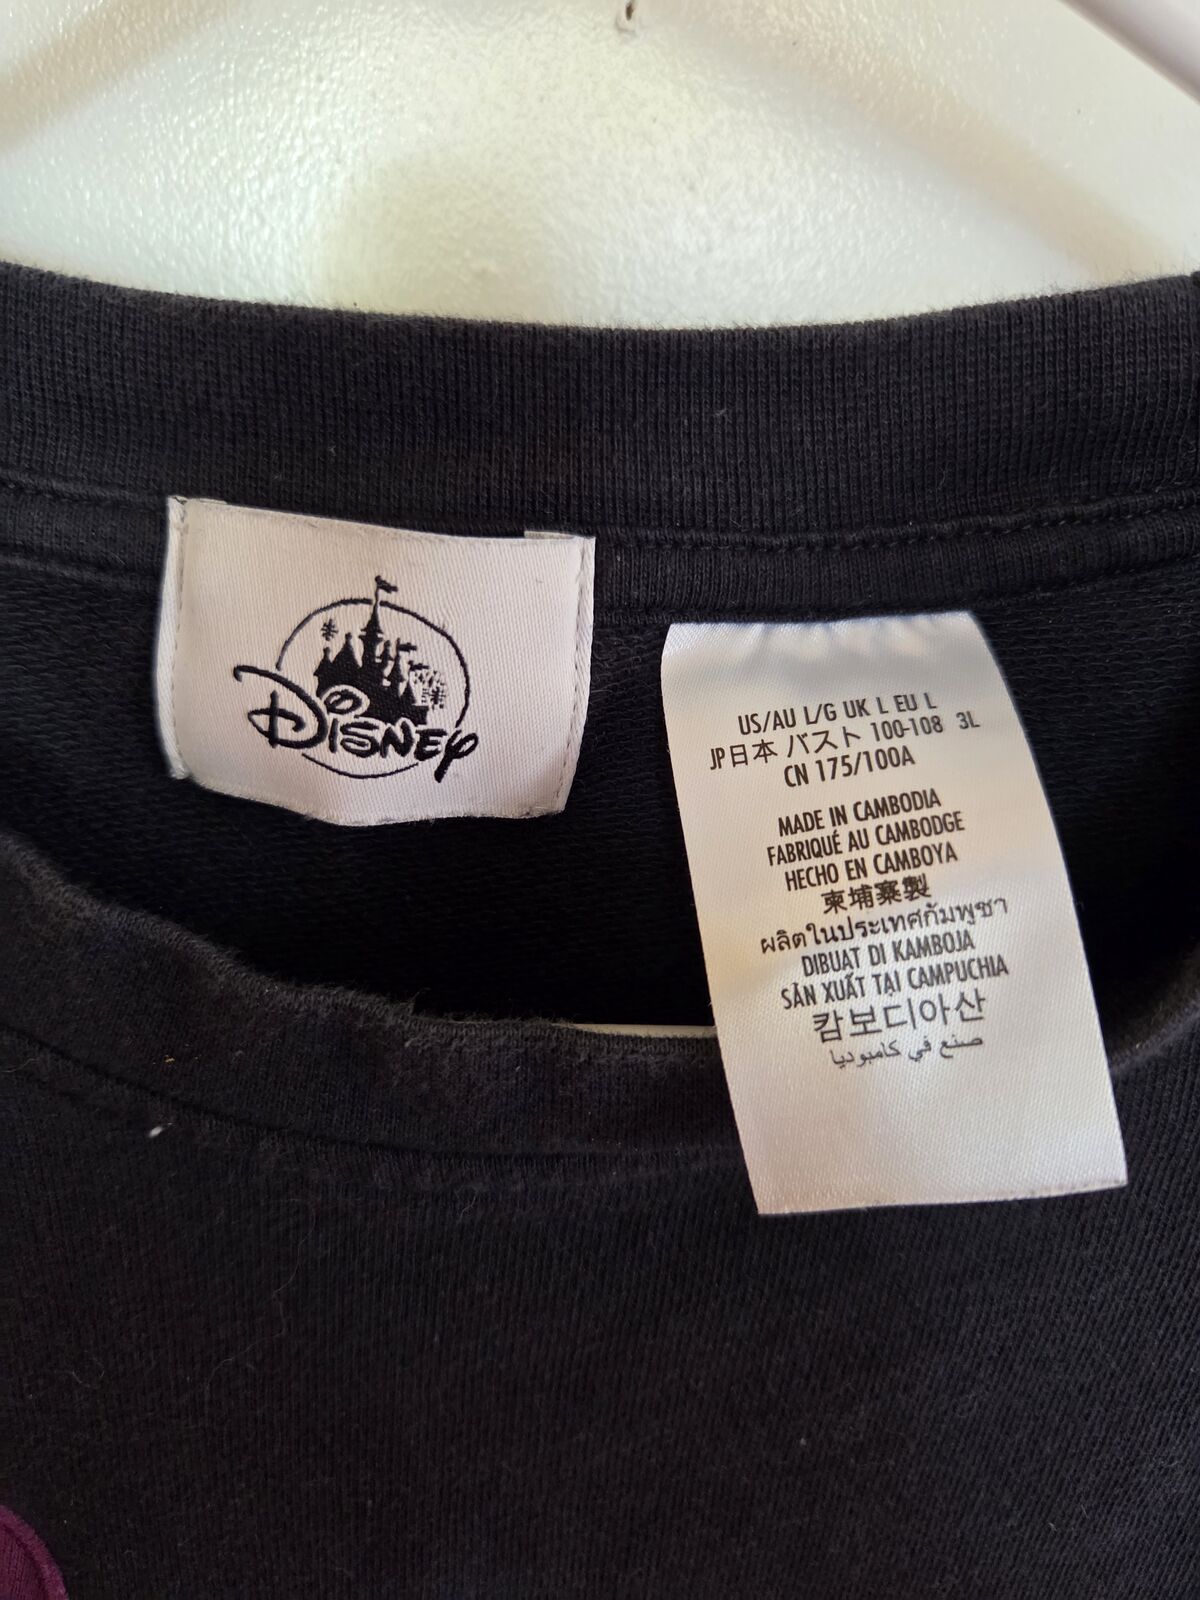 Disney
US/AU L/G UK L EU L
JP日本 バスト 100-108 3L
CN 175/100A
MADE IN CAMBODIA
FABRIQUÉ AU CAMBODGE
HECHO EN CAMBOYA
柬埔寨製
ผลิตในประเทศกัมพูชา
DIBUAT DI KAMBOJA
SẢN XUẤT TẠI CAMPUCHIA
캄보디아산
صنع في كامبوديا